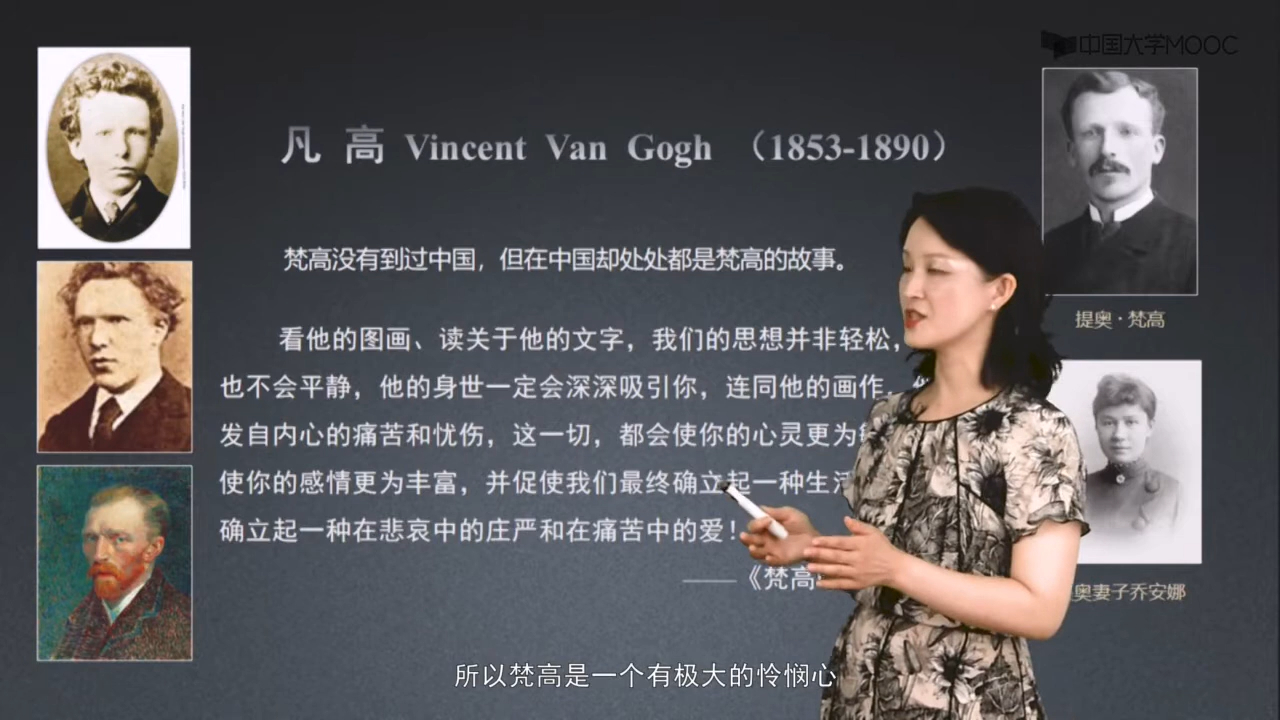 中国大学MOOC
凡 高 Vincent Van Gogh （1853-1890）
梵高没有到过中国，但在中国却处处都是梵高的故事。
看他的图画、读关于他的文字，我们的思想并非轻松，
也不会平静，他的身世一定会深深吸引你，连同他的画作、
发自内心的痛苦和忧伤，这一切，都会使你的心灵更为
使你的感情更为丰富，并促使我们最终确立起一种生活
确立起一种在悲哀中的庄严和在痛苦中的爱！
——《梵高
提奥·梵高
奥妻子乔安娜
所以梵高是一个有极大的怜悯心